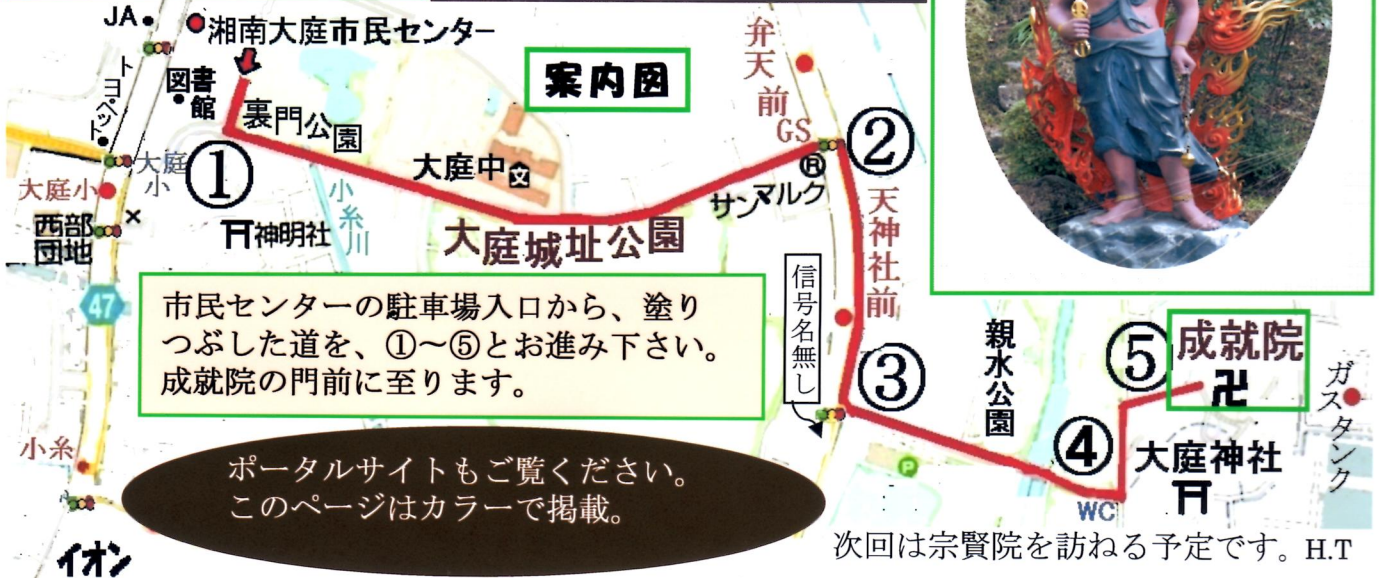 JA
湘南大庭市民センター
トヨペット
図書館
裏門公園
案内図
弁天前
GS
②
大庭小
大庭小
①
大庭中
文
小糸川
サンマルク
R
西部団地
神明社
大庭城址公園
天神社前
47
市民センターの駐車場入口から、塗り
つぶした道を、①～⑤とお進み下さい。
成就院の門前に至ります。
信号名無し
③
親水公園
⑤
成就院
卍
ガスタンク
小糸
④
大庭神社
P
WC
ポータルサイトもご覧ください。
このページはカラーで掲載。
イオン
次回は宗賢院を訪ねる予定です。H.T